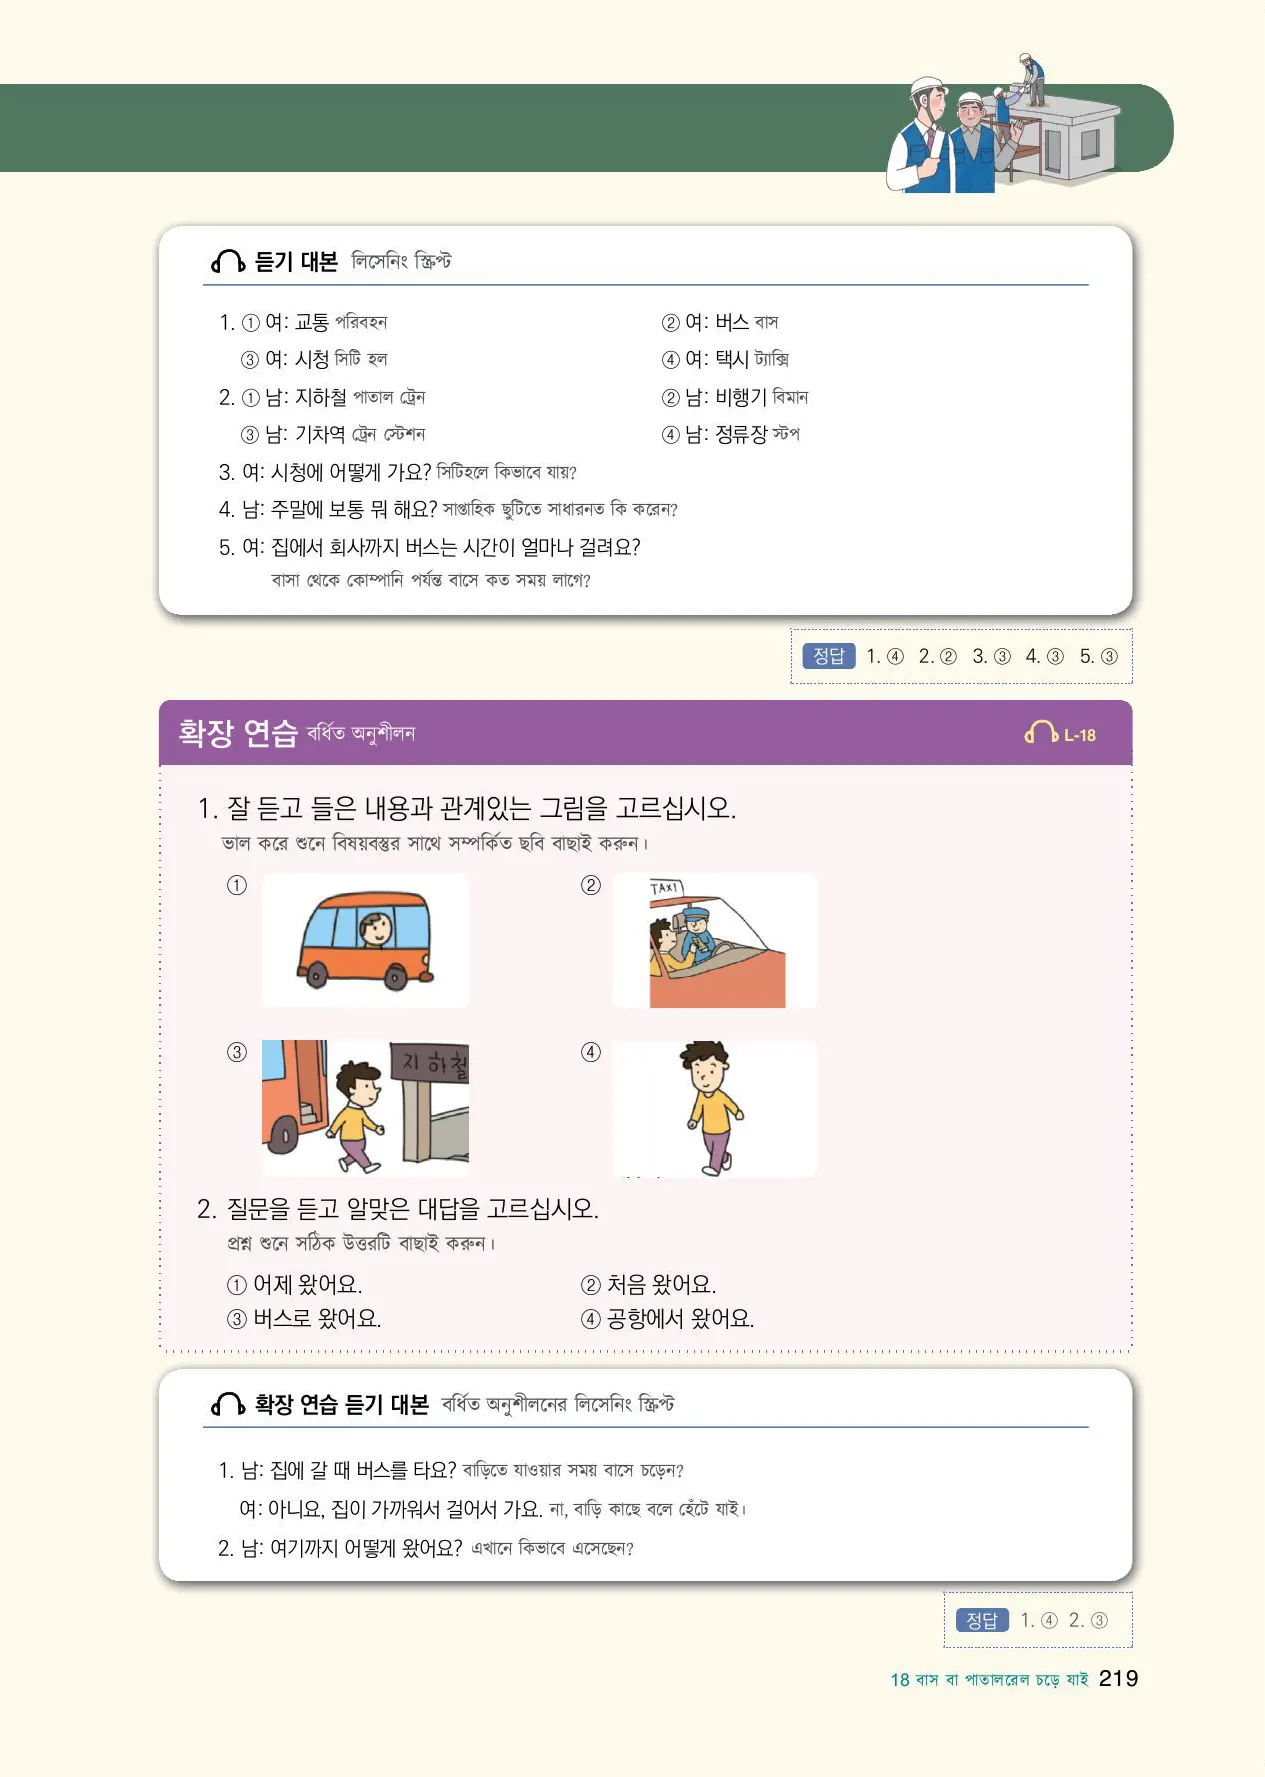 듣기 대본 লিসেনিং স্ক্রিপ্ট
1. ① 여: 교통 পরিবহন ② 여: 버스 বাস
③ 여: 시청 সিটি হল ④ 여: 택시 ট্যাক্সি
2. ① 남: 지하철 পাতাল ট্রেন ② 남: 비행기 বিমান
③ 남: 기차역 ট্রেন স্টেশন ④ 남: 정류장 স্টপ
3. 여: 시청에 어떻게 가요? সিটিহলে কিভাবে যায়?
4. 남: 주말에 보통 뭐 해요? সাপ্তাহিক ছুটিতে সাধারনত কি করেন?
5. 여: 집에서 회사까지 버스는 시간이 얼마나 걸려요?
বাসা থেকে কোম্পানি পর্যন্ত বাসে কত সময় লাগে?
정답 1. ④ 2. ② 3. ③ 4. ③ 5. ③
확장 연습 বর্ধিত অনুশীলন L-18
1. 잘 듣고 들은 내용과 관계있는 그림을 고르십시오.
ভাল করে শুনে বিষয়বস্তুর সাথে সম্পর্কিত ছবি বাছাই করুন।
① ②
TAXI
③ ④
지하철
2. 질문을 듣고 알맞은 대답을 고르십시오.
প্রশ্ন শুনে সঠিক উত্তরটি বাছাই করুন।
① 어제 왔어요. ② 처음 왔어요.
③ 버스로 왔어요. ④ 공항에서 왔어요.
확장 연습 듣기 대본 বর্ধিত অনুশীলনের লিসেনিং স্ক্রিপ্ট
1. 남: 집에 갈 때 버스를 타요? বাড়িতে যাওয়ার সময় বাসে চড়েন?
여: 아니요, 집이 가까워서 걸어서 가요. না, বাড়ি কাছে বলে হেঁটে যাই।
2. 남: 여기까지 어떻게 왔어요? এখানে কিভাবে এসেছেন?
정답 1. ④ 2. ③
18 বাস বা পাতালরেল চড়ে যাই 219